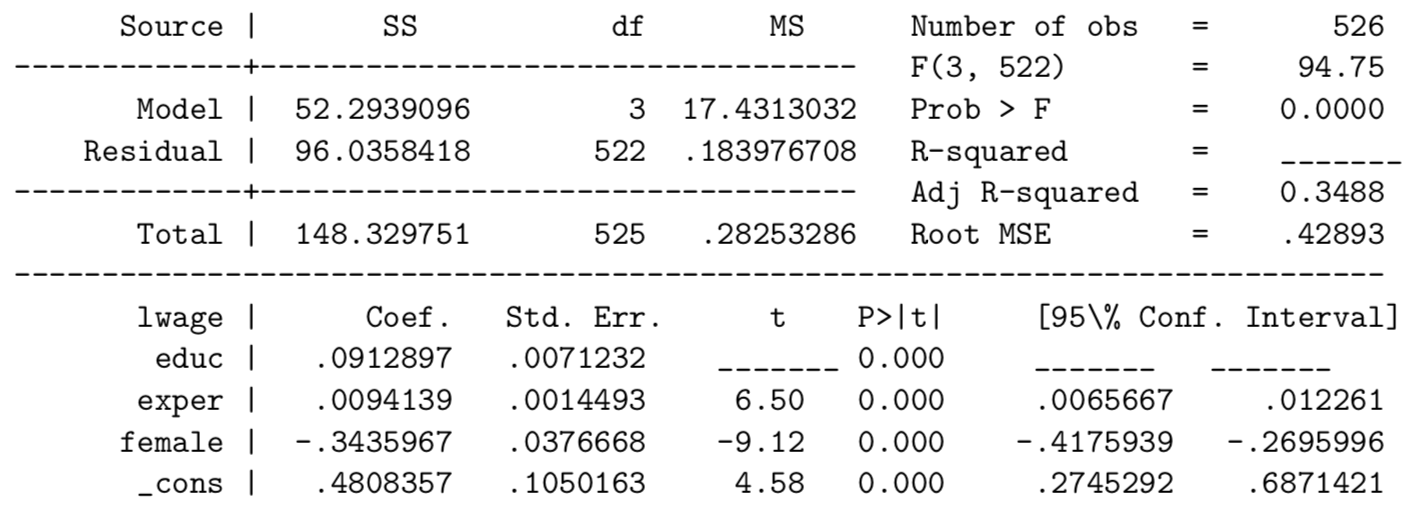 Source | SS df MS Number of obs = 526
-------------+---------------------------------- F(3, 522) = 94.75
Model | 52.2939096 3 17.4313032 Prob > F = 0.0000
Residual | 96.0358418 522 .183976708 R-squared = _______
-------------+---------------------------------- Adj R-squared = 0.3488
Total | 148.329751 525 .28253286 Root MSE = .42893
------------------------------------------------------------------------------
lwage | Coef. Std. Err. t P>|t| [95\% Conf. Interval]
educ | .0912897 .0071232 _______ 0.000 _______ _______
exper | .0094139 .0014493 6.50 0.000 .0065667 .012261
female | -.3435967 .0376668 -9.12 0.000 -.4175939 -.2695996
_cons | .4808357 .1050163 4.58 0.000 .2745292 .6871421